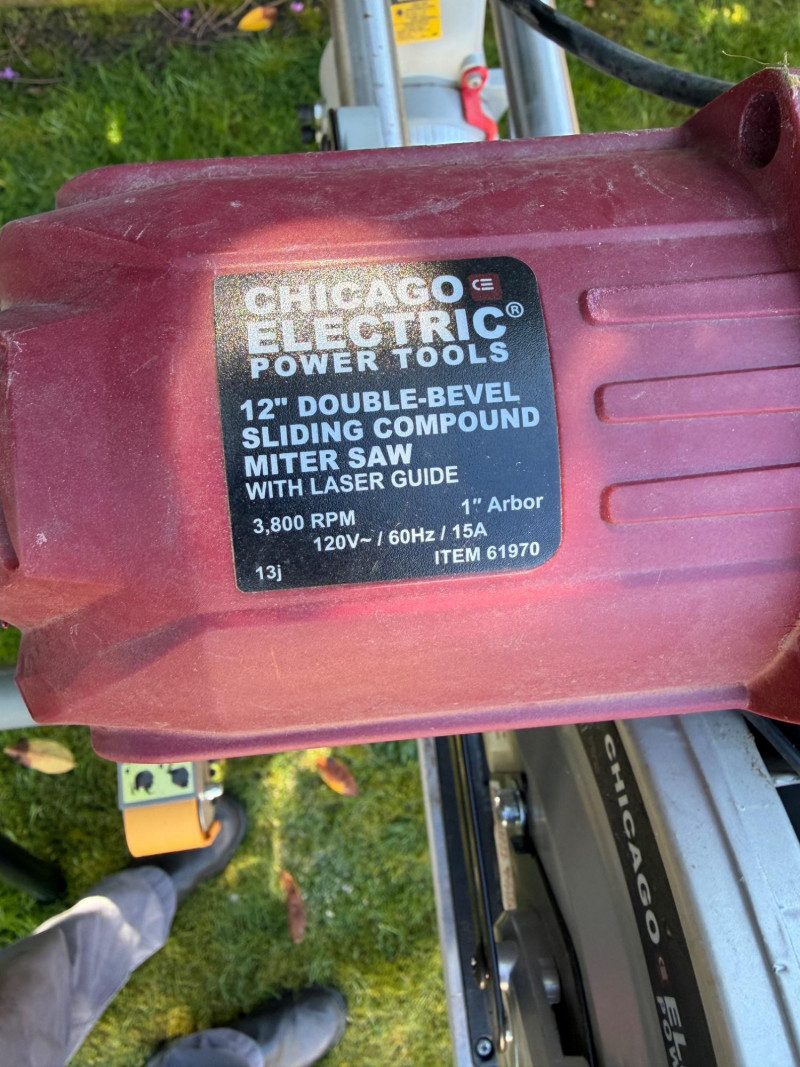 CHICAGO CE
ELECTRIC®
POWER TOOLS
12" DOUBLE-BEVEL
SLIDING COMPOUND
MITER SAW
WITH LASER GUIDE
3,800 RPM 1" Arbor
120V~ / 60Hz / 15A
ITEM 61970
13j
CHICAGO